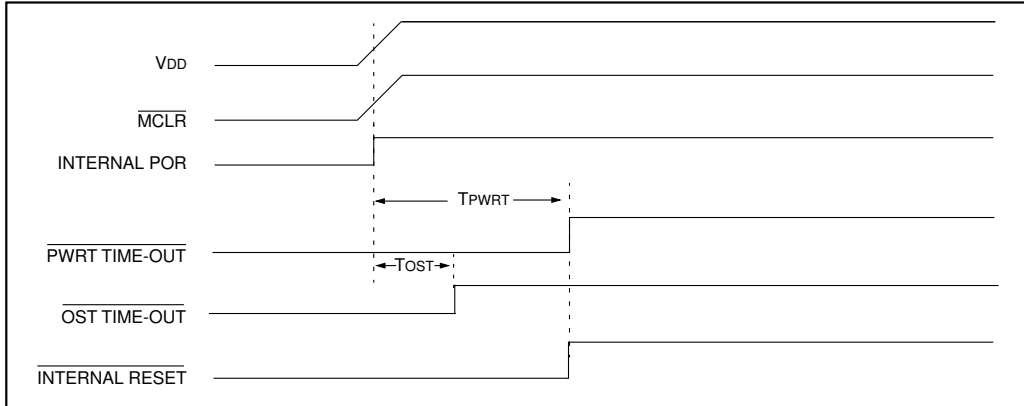 VDD
MCLR
INTERNAL POR
TPWRT
PWRT TIME-OUT
TOST
OST TIME-OUT
INTERNAL RESET